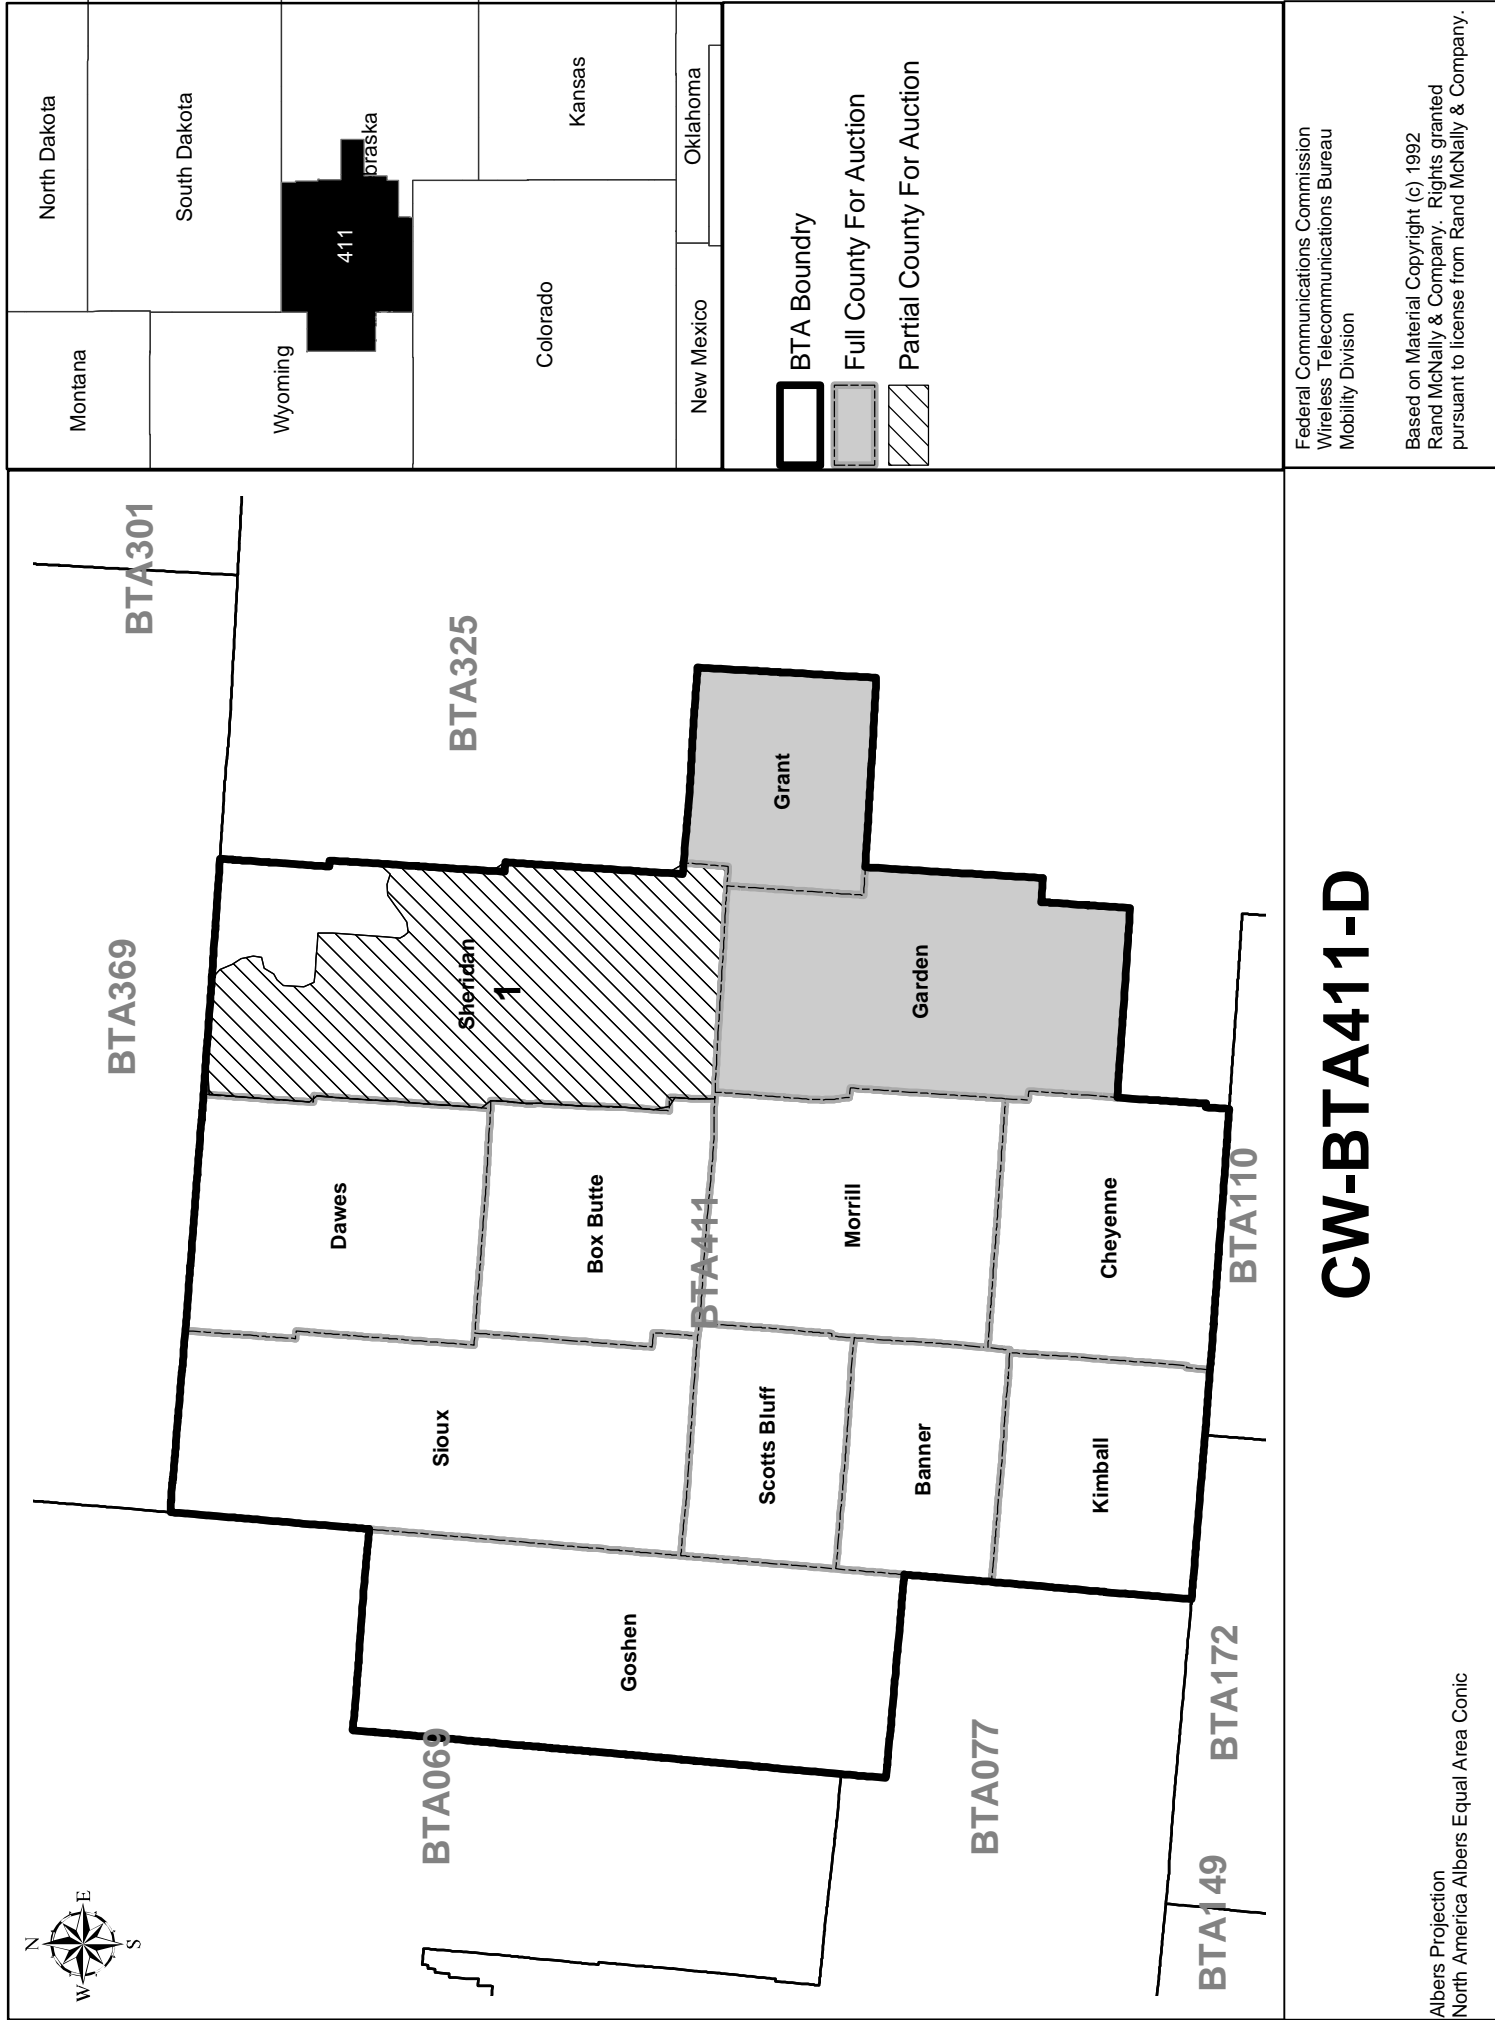 N
W
E
S
BTA369
BTA301
BTA325
BTA069
BTA411
BTA077
BTA149
BTA172
BTA110
Sheridan
1
Dawes
Sioux
Box Butte
Goshen
Grant
Garden
Morrill
Scotts Bluff
Banner
Cheyenne
Kimball
Montana
North Dakota
South Dakota
Wyoming
411
braska
Colorado
Kansas
New Mexico
Oklahoma
BTA Boundry
Full County For Auction
Partial County For Auction
Albers Projection
North America Albers Equal Area Conic
CW-BTA411-D
Federal Communications Commission
Wireless Telecommunications Bureau
Mobility Division
Based on Material Copyright (c) 1992
Rand McNally & Company. Rights granted
pursuant to license from Rand McNally & Company.